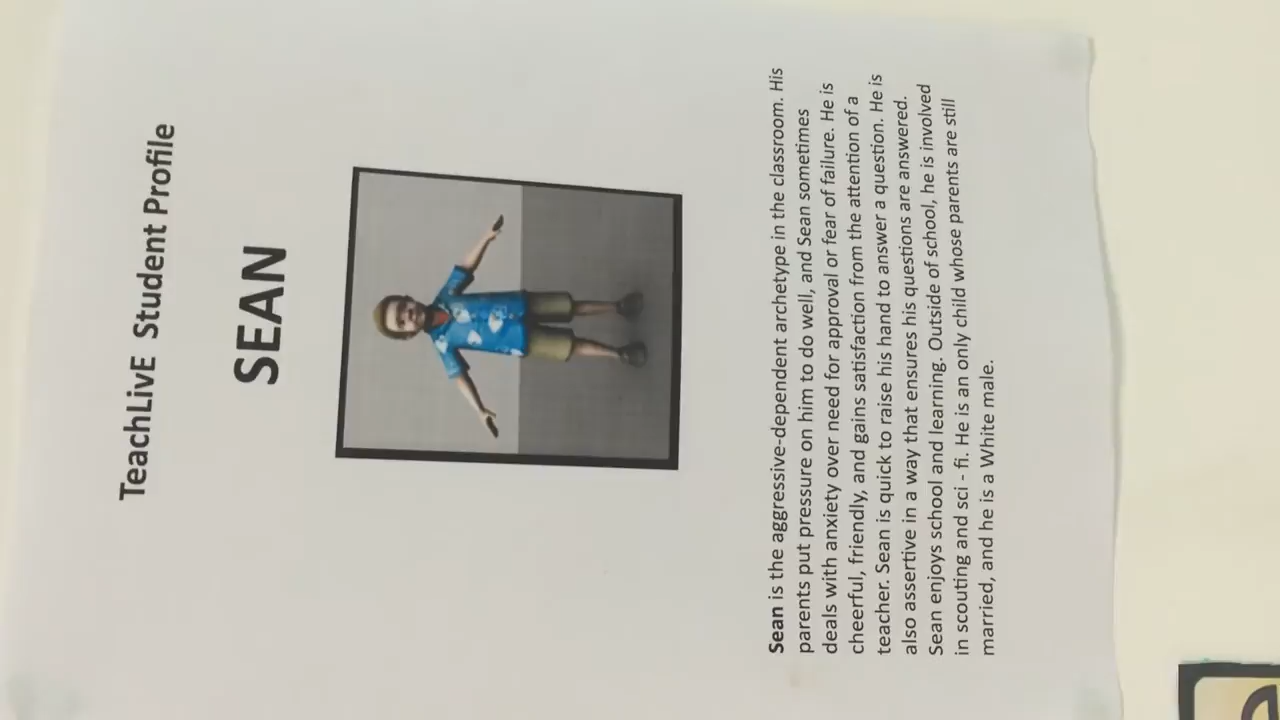 TeachLivE Student Profile
SEAN
Sean is the aggressive-dependent archetype in the classroom. His
parents put pressure on him to do well, and Sean sometimes
deals with anxiety over need for approval or fear of failure. He is
cheerful, friendly, and gains satisfaction from the attention of a
teacher. Sean is quick to raise his hand to answer a question. He is
also assertive in a way that ensures his questions are answered.
Sean enjoys school and learning. Outside of school, he is involved
in scouting and sci - fi. He is an only child whose parents are still
married, and he is a White male.